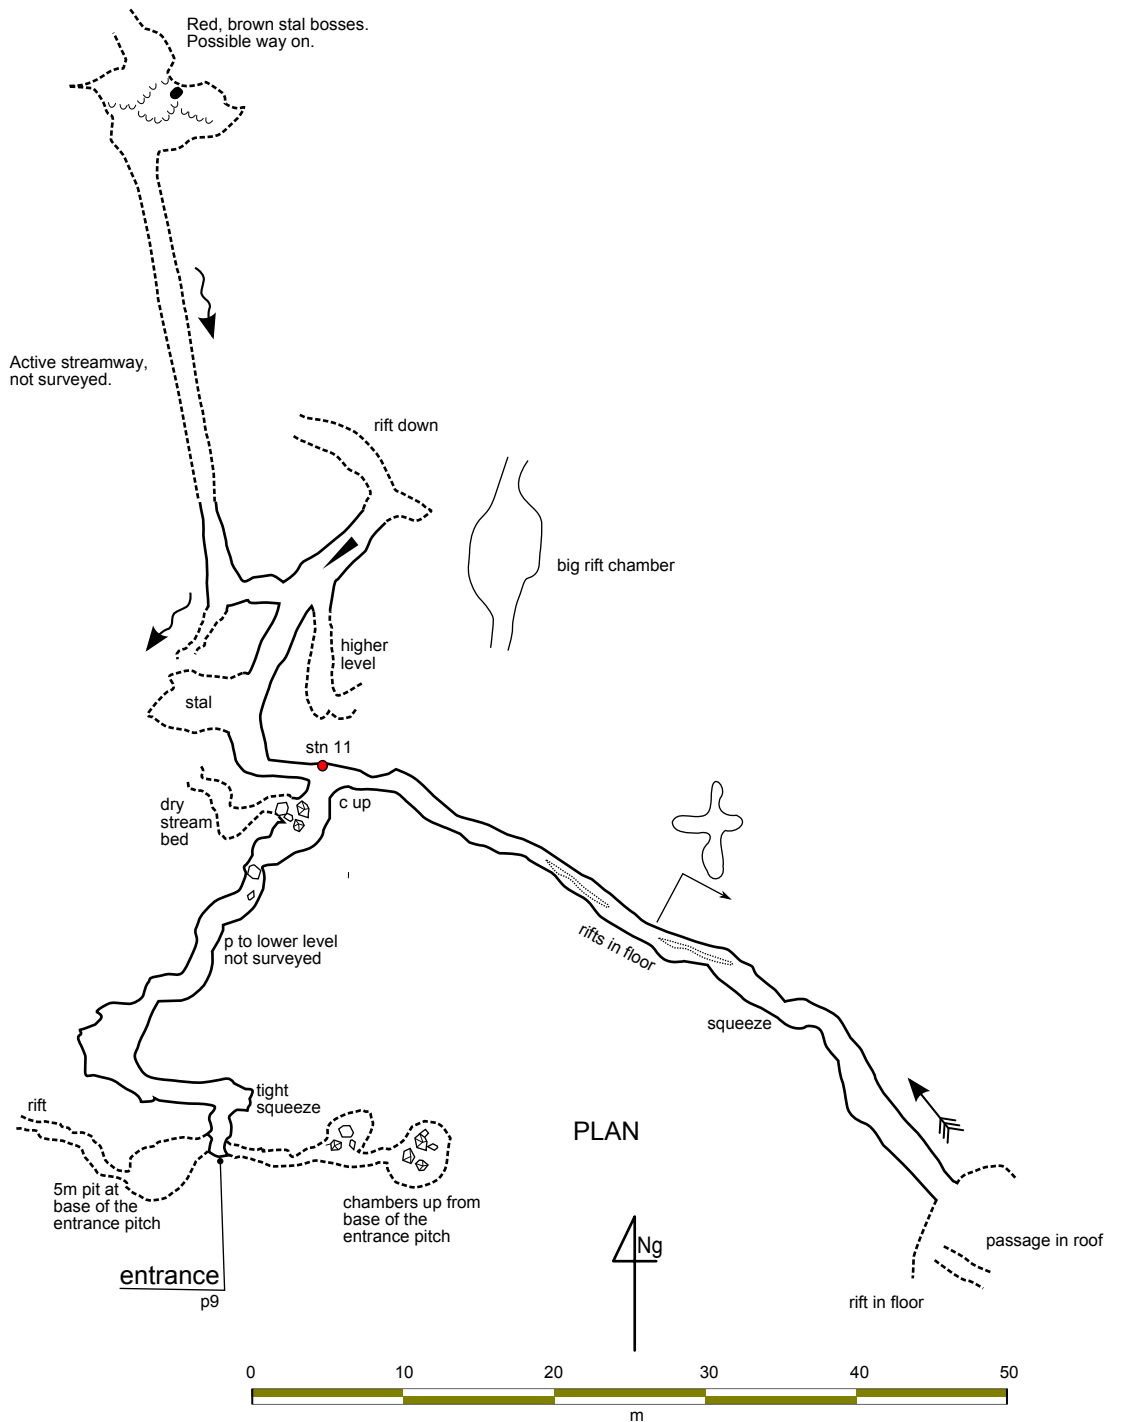 Red, brown stal bosses.
Possible way on.
Active streamway,
not surveyed.
rift down
big rift chamber
higher
level
stal
stn 11
c up
dry
stream
bed
p to lower level
not surveyed
rifts in floor
squeeze
tight
squeeze
rift
PLAN
5m pit at
base of the
entrance pitch
chambers up from
base of the
entrance pitch
Ng
passage in roof
entrance
p9
rift in floor
0 10 20 30 40 50
m